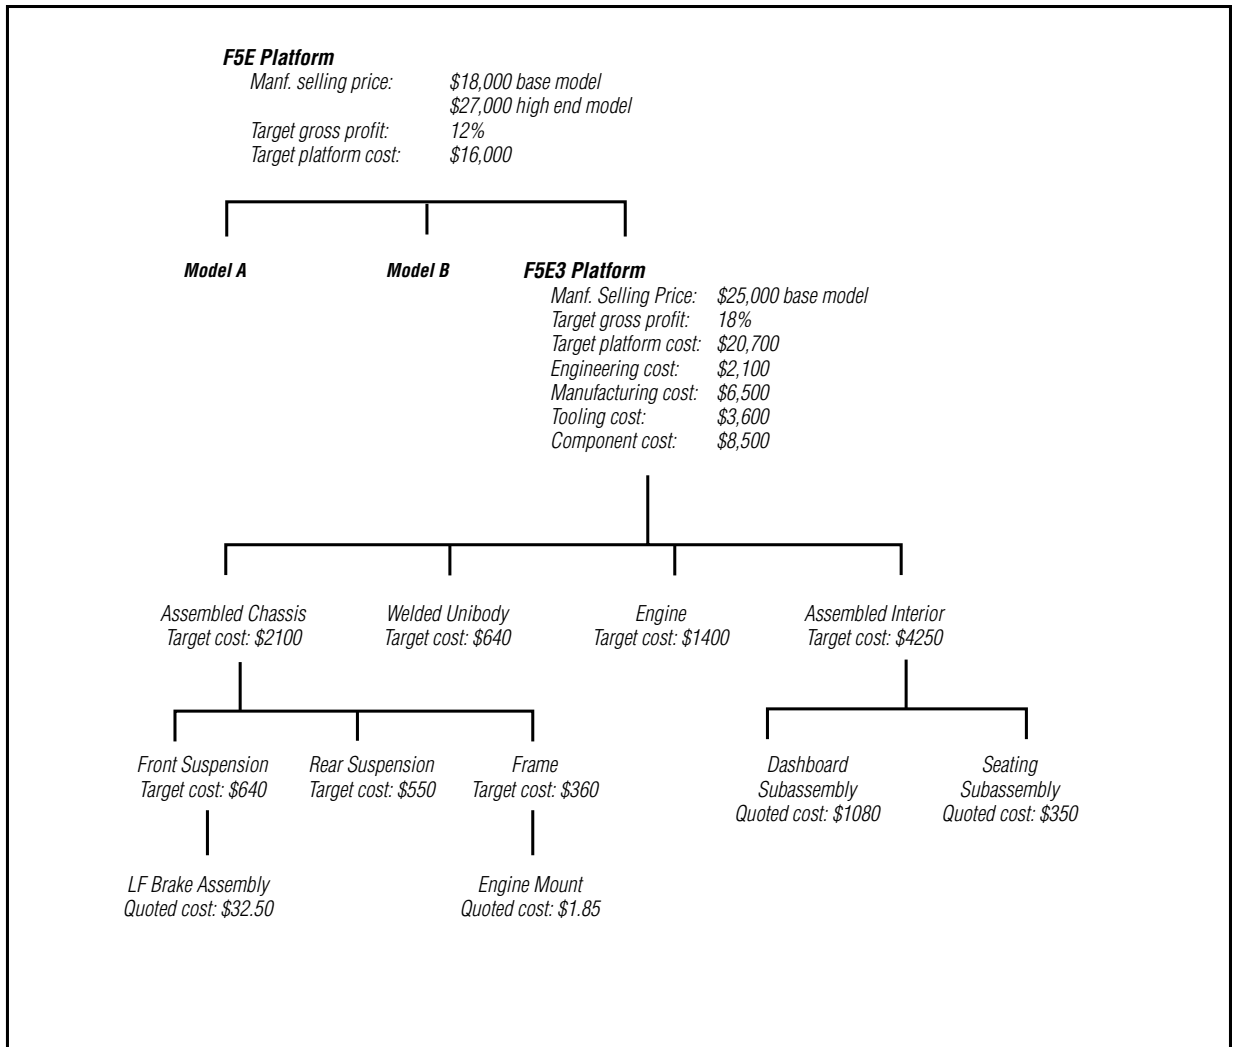 F5E Platform
Manf. selling price: $18,000 base model
$27,000 high end model
Target gross profit: 12%
Target platform cost: $16,000
Model A
Model B
F5E3 Platform
Manf. Selling Price: $25,000 base model
Target gross profit: 18%
Target platform cost: $20,700
Engineering cost: $2,100
Manufacturing cost: $6,500
Tooling cost: $3,600
Component cost: $8,500
Assembled Chassis
Target cost: $2100
Welded Unibody
Target cost: $640
Engine
Target cost: $1400
Assembled Interior
Target cost: $4250
Front Suspension
Target cost: $640
Rear Suspension
Target cost: $550
Frame
Target cost: $360
Dashboard
Subassembly
Quoted cost: $1080
Seating
Subassembly
Quoted cost: $350
LF Brake Assembly
Quoted cost: $32.50
Engine Mount
Quoted cost: $1.85